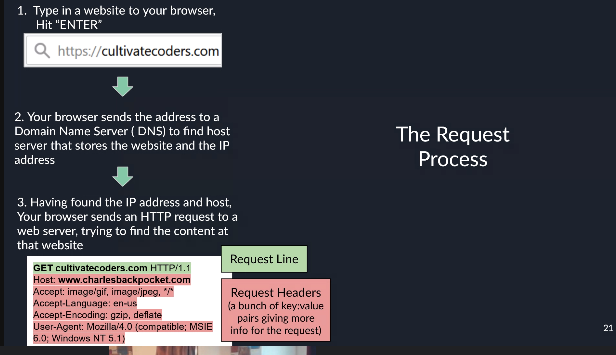 1. Type in a website to your browser,
Hit “ENTER”
https://cultivatecoders.com
2. Your browser sends the address to a
Domain Name Server ( DNS) to find host
server that stores the website and the IP
address
3. Having found the IP address and host,
Your browser sends an HTTP request to a
web server, trying to find the content at
that website
GET cultivatecoders.com HTTP/1.1
Host: www.charlesbackpocket.com
Accept: image/gif, image/jpeg, */*
Accept-Language: en-us
Accept-Encoding: gzip, deflate
User-Agent: Mozilla/4.0 (compatible; MSIE
6.0; Windows NT 5.1)
Request Line
Request Headers
(a bunch of key:value
pairs giving more
info for the request)
The Request
Process
21